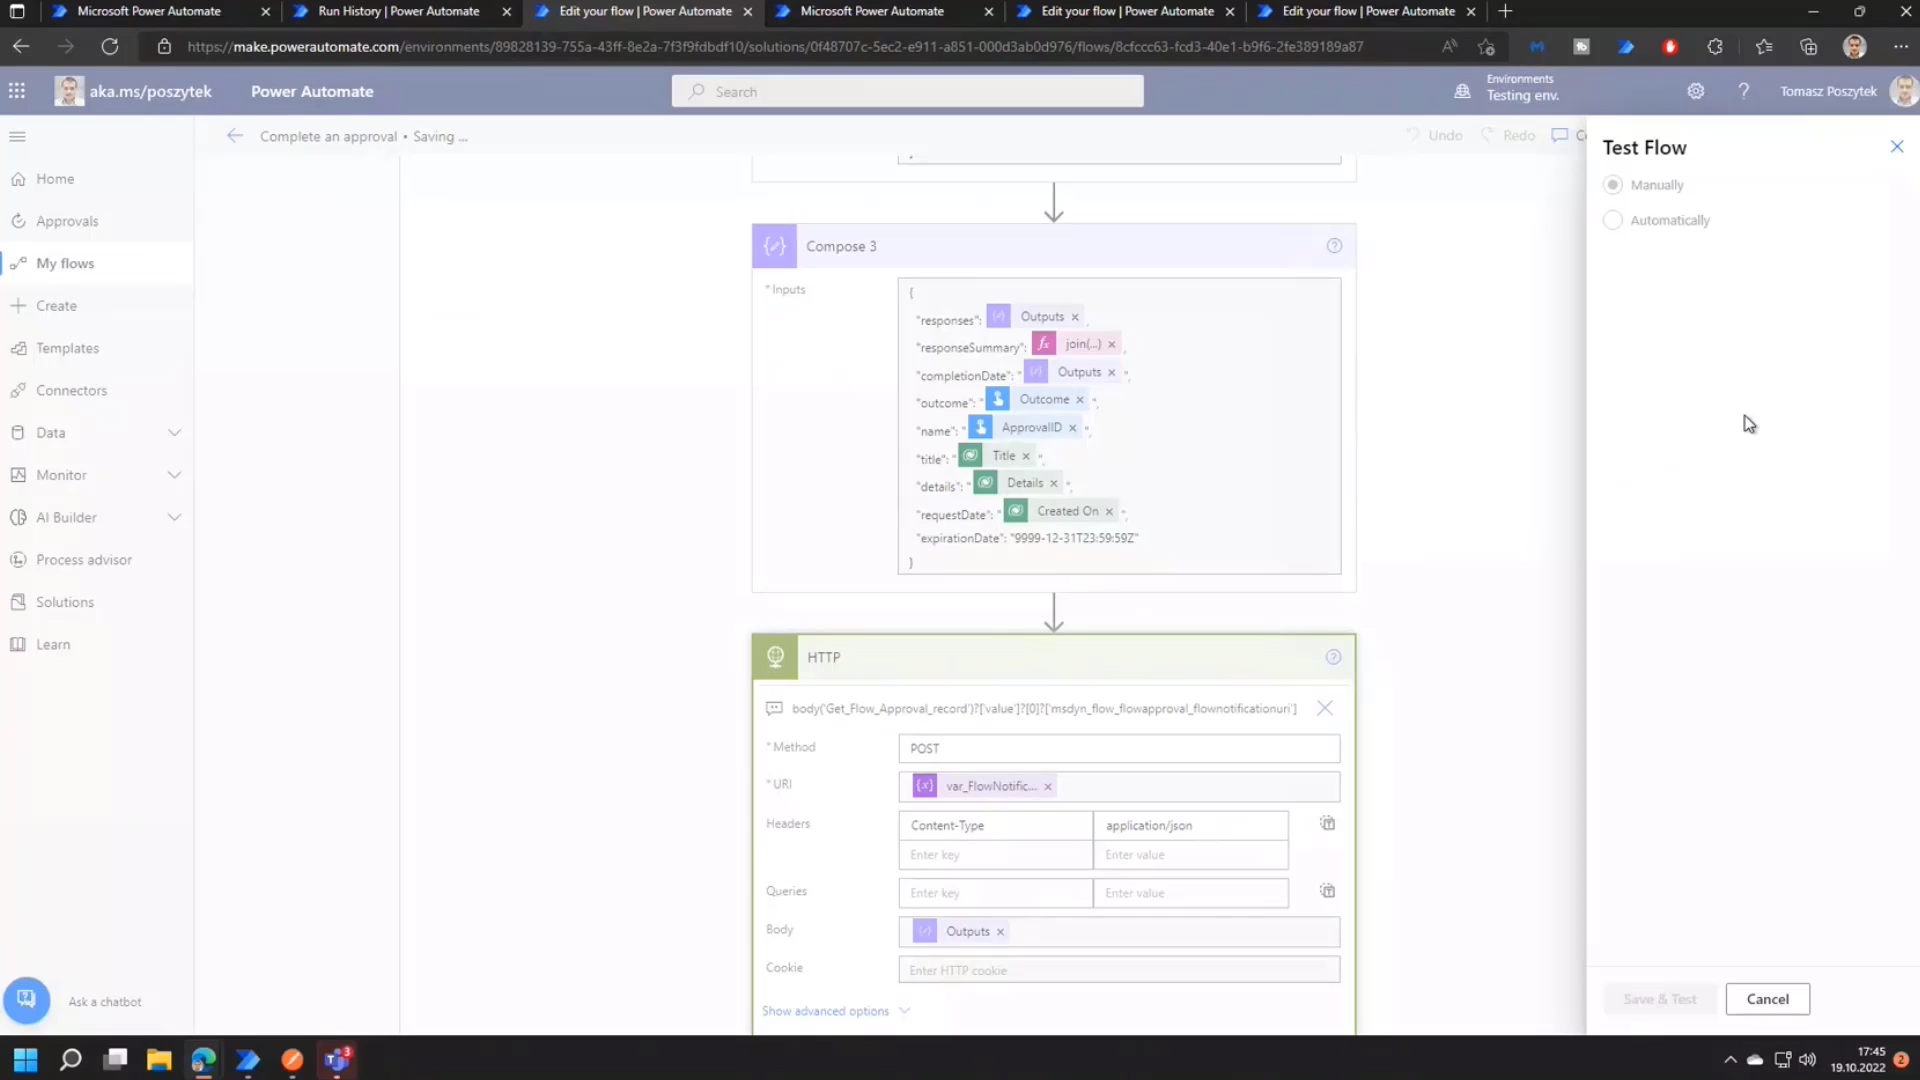 Microsoft Power Automate
Run History | Power Automate
Edit your flow | Power Automate
Microsoft Power Automate
Edit your flow | Power Automate
Edit your flow | Power Automate
https://make.powerautomate.com/environments/89828139-755a-43ff-8e2a-7f3f9fdbdf10/solutions/0f48707c-5ec2-e911-a851-000d3ab0d976/flows/8cfccc63-fcd3-40e1-b9f6-2fe389189a87
aka.ms/poszytek
Power Automate
Search
Environments
Testing env.
?
Tomasz Poszytek
Complete an approval • Saving ...
Undo
Redo
Test Flow
Manually
Automatically
Home
Approvals
My flows
Create
Templates
Connectors
Data
Monitor
AI Builder
Process advisor
Solutions
Learn
Ask a chatbot
Compose 3
* Inputs
{
"responses": Outputs ,
"responseSummary": fx join(...) ,
"completionDate": " Outputs ",
"outcome": " Outcome ",
"name": " ApprovalID ",
"title": " Title ",
"details": " Details ",
"requestDate": " Created On ",
"expirationDate": "9999-12-31T23:59:59Z"
}
HTTP
body('Get_Flow_Approval_record')?['value']?[0]?['msdyn_flow_flowapproval_flownotificationuri']
* Method
POST
* URI
{x} var_FlowNotific...
Headers
Content-Type
application/json
Enter key
Enter value
Queries
Enter key
Enter value
Body
Outputs
Cookie
Enter HTTP cookie
Show advanced options
Save & Test
Cancel
3
17:45
19.10.2022
2